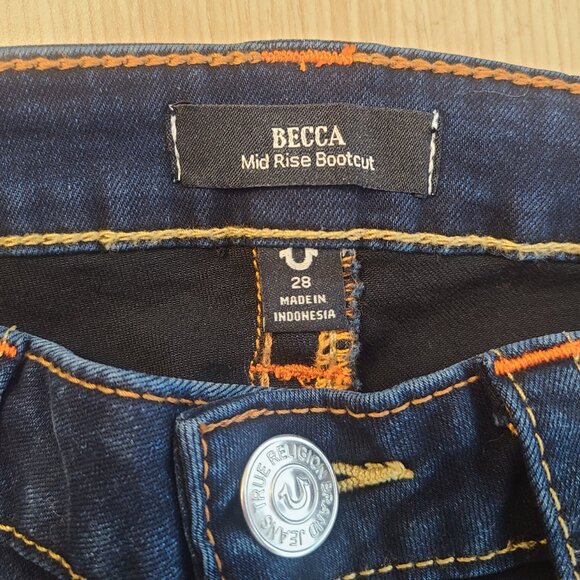 BECCA
Mid Rise Bootcut
28
MADE IN
INDONESIA
TRUE RELIGION BRAND JEANS